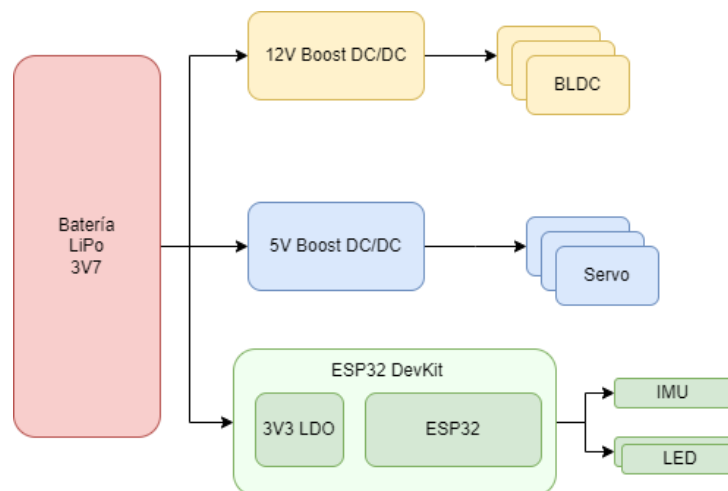 12V Boost DC/DC
BLDC
Batería
LiPo
3V7
5V Boost DC/DC
Servo
ESP32 DevKit
3V3 LDO
ESP32
IMU
LED